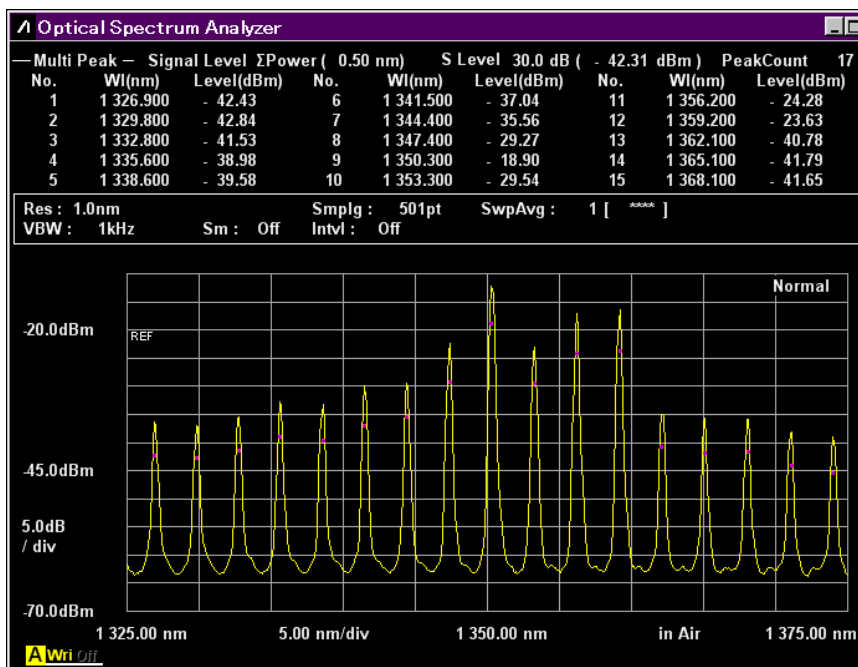 Optical Spectrum Analyzer
— Multi Peak — Signal Level ΣPower ( 0.50 nm) S Level 30.0 dB ( - 42.31 dBm ) PeakCount 17
No. Wl(nm) Level(dBm) No. Wl(nm) Level(dBm) No. Wl(nm) Level(dBm)
1 1 326.900 - 42.43 6 1 341.500 - 37.04 11 1 356.200 - 24.28
2 1 329.800 - 42.84 7 1 344.400 - 35.56 12 1 359.200 - 23.63
3 1 332.800 - 41.53 8 1 347.400 - 29.27 13 1 362.100 - 40.78
4 1 335.600 - 38.98 9 1 350.300 - 18.90 14 1 365.100 - 41.79
5 1 338.600 - 39.58 10 1 353.300 - 29.54 15 1 368.100 - 41.65
Res : 1.0nm Smplg : 501pt SwpAvg : 1 [ **** ]
VBW : 1kHz Sm : Off Intvl : Off
Normal
-20.0dBm
REF
-45.0dBm
5.0dB
/ div
-70.0dBm
1 325.00 nm 5.00 nm/div 1 350.00 nm in Air 1 375.00 nm
A Wri Off